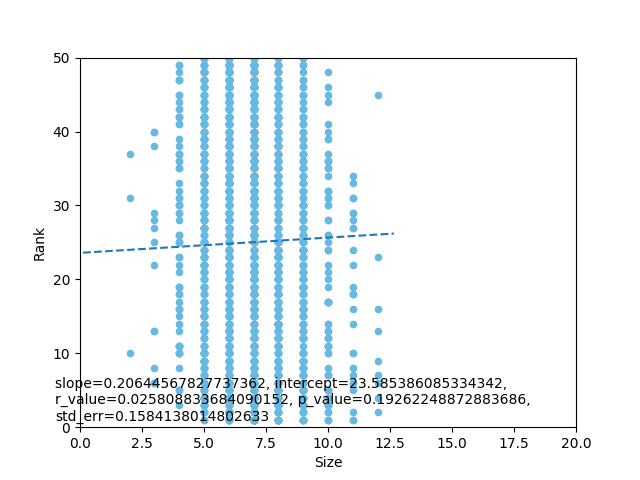 50
40
30
20
10
0
Rank
slope=0.20644567827737362, intercept=23.585386085334342,
r_value=0.025808833684090152, p_value=0.19262248872883686,
std_err=0.1584138014802633
0.0 2.5 5.0 7.5 10.0 12.5 15.0 17.5 20.0
Size